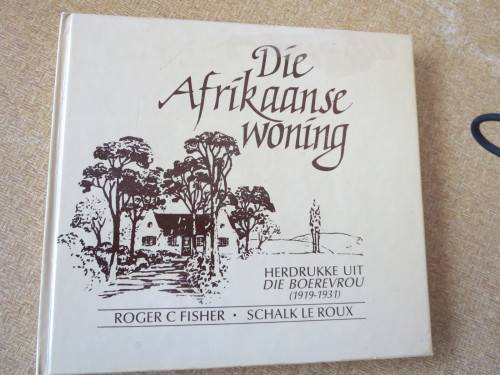 Die
Afrikaanse
woning
HERDRUKKE UIT
DIE BOEREVROU
(1919-1931)
ROGER C FISHER • SCHALK LE ROUX